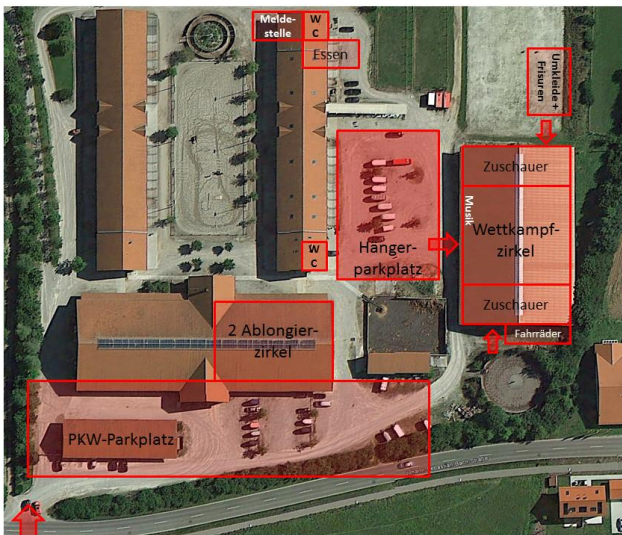 Melde-
stelle
W
C
Essen
Umkleide +
Frisuren
Zuschauer
Musik
Wettkampf-
zirkel
Hänger-
parkplatz
W
C
Zuschauer
Fahrräder
2 Ablongier-
zirkel
PKW-Parkplatz